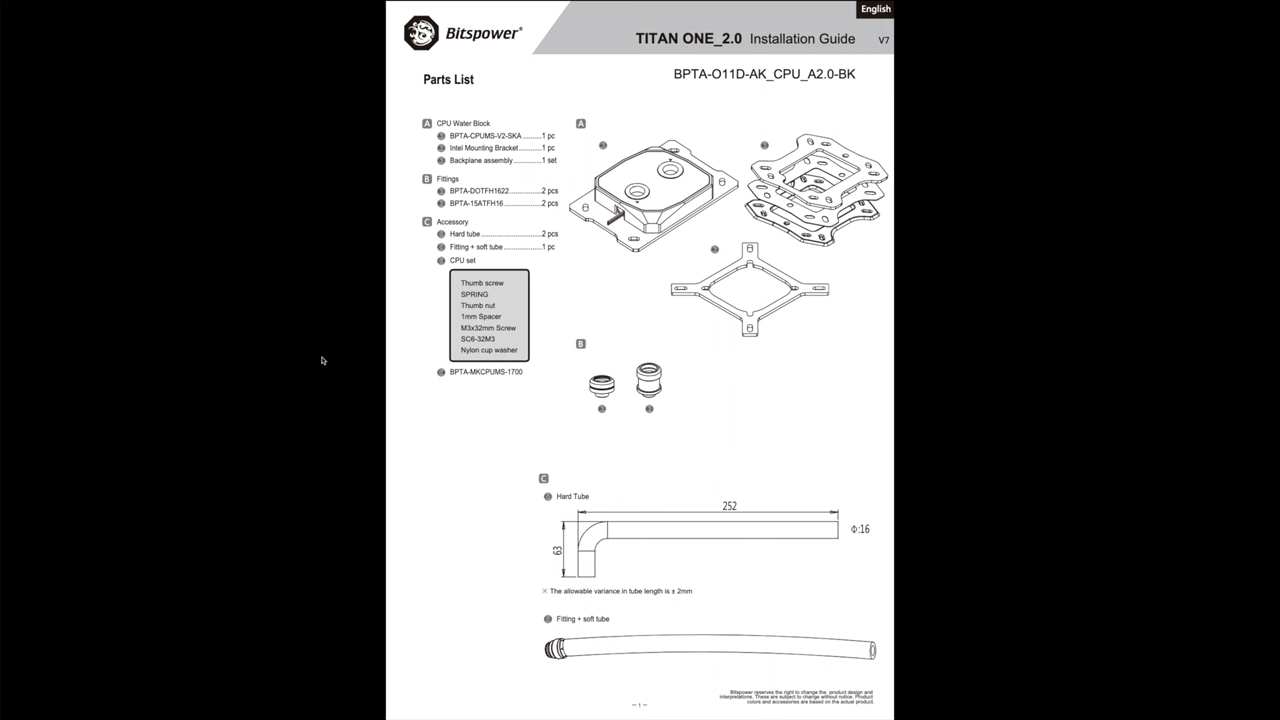 English
Bitspower®
TITAN ONE_2.0 Installation Guide V7
Parts List
BPTA-O11D-AK_CPU_A2.0-BK
A CPU Water Block
BPTA-CPUMS-V2-SKA..........1 pc
Intel Mounting Bracket............1 pc
Backplane assembly...............1 set
B Fittings
BPTA-DOTFH1622................2 pcs
BPTA-15ATFH16...................2 pcs
C Accessory
Hard tube..............................2 pcs
Fitting + soft tube...................1 pc
CPU set
Thumb screw
SPRING
Thumb nut
1mm Spacer
M3x32mm Screw
SC6-32M3
Nylon cup washer
BPTA-MKCPUMS-1700
A
B
C
Hard Tube
252
Φ:16
63
※ The allowable variance in tube length is ± 2mm
Fitting + soft tube
Bitspower reserves the right to change the product design and
interpretations. These are subject to change without notice. Product
colors and accessories are based on the actual product.
— 1 —